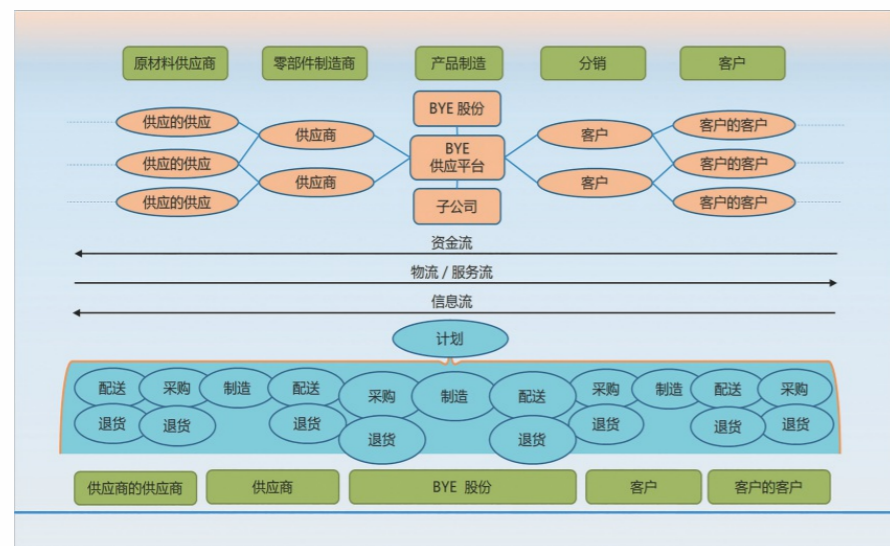 原材料供应商 零部件制造商 产品制造 分销 客户
BYE 股份
供应的供应 供应商 客户 客户的客户
BYE
供应平台
供应的供应 客户的客户
供应商 客户
供应的供应 子公司 客户的客户
资金流
物流 / 服务流
信息流
计划
配送 采购 制造 配送 采购 制造 配送 采购 制造 配送 采购
退货 退货 退货 退货 退货 退货 退货 退货
供应商的供应商 供应商 BYE 股份 客户 客户的客户